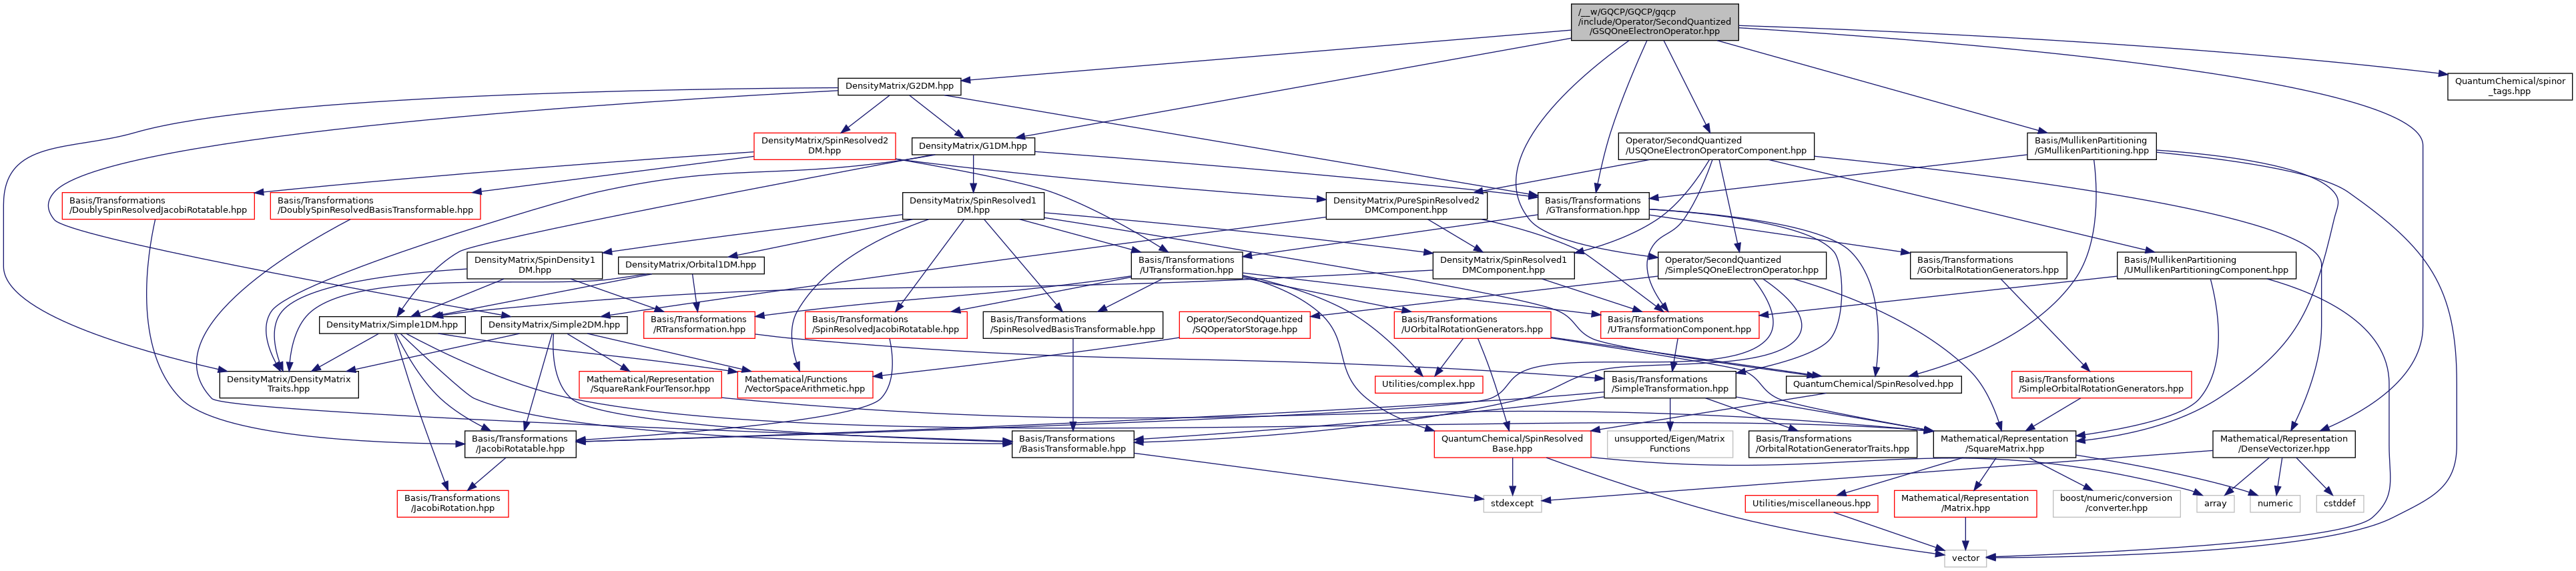 /__w/GQCP/GQCP/gqcp
/include/Operator/SecondQuantized
/GSQOneElectronOperator.hpp
DensityMatrix/G2DM.hpp
QuantumChemical/spinor
_tags.hpp
DensityMatrix/SpinResolved2
DM.hpp
DensityMatrix/G1DM.hpp
Operator/SecondQuantized
/USQOneElectronOperatorComponent.hpp
Basis/MullikenPartitioning
/GMullikenPartitioning.hpp
Basis/Transformations
/DoublySpinResolvedJacobiRotatable.hpp
Basis/Transformations
/DoublySpinResolvedBasisTransformable.hpp
DensityMatrix/SpinResolved1
DM.hpp
DensityMatrix/PureSpinResolved2
DMComponent.hpp
Basis/Transformations
/GTransformation.hpp
DensityMatrix/SpinDensity1
DM.hpp
DensityMatrix/Orbital1DM.hpp
Basis/Transformations
/UTransformation.hpp
DensityMatrix/SpinResolved1
DMComponent.hpp
Operator/SecondQuantized
/SimpleSQOneElectronOperator.hpp
Basis/Transformations
/GOrbitalRotationGenerators.hpp
Basis/MullikenPartitioning
/UMullikenPartitioningComponent.hpp
DensityMatrix/Simple1DM.hpp
DensityMatrix/Simple2DM.hpp
Basis/Transformations
/RTransformation.hpp
Basis/Transformations
/SpinResolvedJacobiRotatable.hpp
Basis/Transformations
/SpinResolvedBasisTransformable.hpp
Operator/SecondQuantized
/SQOperatorStorage.hpp
Basis/Transformations
/UOrbitalRotationGenerators.hpp
Basis/Transformations
/UTransformationComponent.hpp
DensityMatrix/DensityMatrix
Traits.hpp
Mathematical/Representation
/SquareRankFourTensor.hpp
Mathematical/Functions
/VectorSpaceArithmetic.hpp
Utilities/complex.hpp
Basis/Transformations
/SimpleTransformation.hpp
QuantumChemical/SpinResolved.hpp
Basis/Transformations
/SimpleOrbitalRotationGenerators.hpp
Basis/Transformations
/JacobiRotatable.hpp
Basis/Transformations
/BasisTransformable.hpp
QuantumChemical/SpinResolved
Base.hpp
unsupported/Eigen/Matrix
Functions
Basis/Transformations
/OrbitalRotationGeneratorTraits.hpp
Mathematical/Representation
/SquareMatrix.hpp
Mathematical/Representation
/DenseVectorizer.hpp
Basis/Transformations
/JacobiRotation.hpp
stdexcept
Utilities/miscellaneous.hpp
Mathematical/Representation
/Matrix.hpp
boost/numeric/conversion
/converter.hpp
array
numeric
cstddef
vector